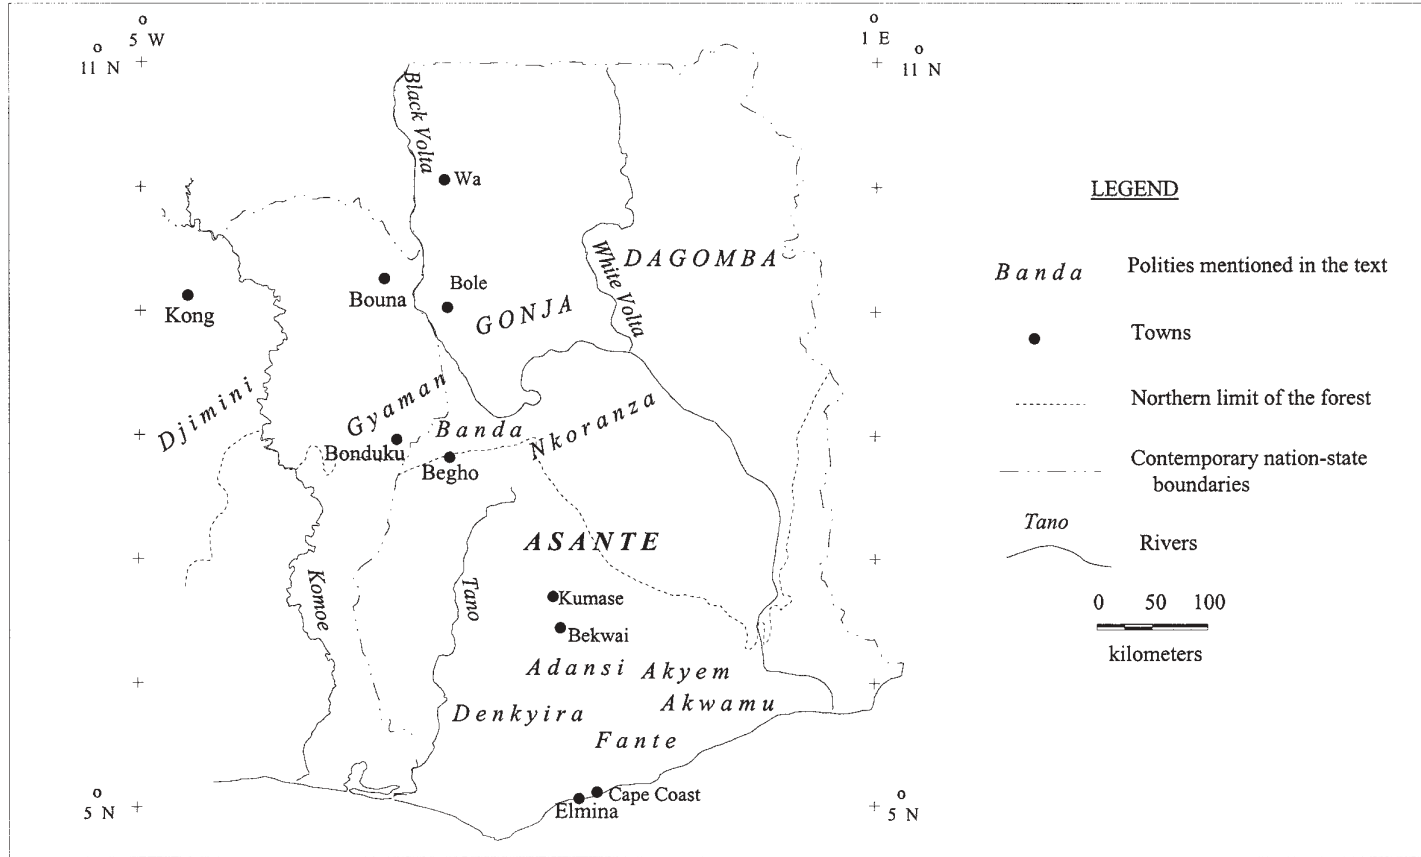 o
5 W
o
1 E
o
11 N
o
11 N
Black Volta
Wa
White Volta
DAGOMBA
Bole
Bouna
GONJA
Kong
Djimini
Gyaman
Banda
Nkoranza
Bonduku
Begho
ASANTE
Komoe
Tano
Kumase
Bekwai
Adansi
Akyem
Akwamu
Denkyira
Fante
Cape Coast
Elmina
o
5 N
o
5 N
LEGEND
Banda
Polities mentioned in the text
Towns
Northern limit of the forest
Contemporary nation-state
boundaries
Tano
Rivers
0 50 100
kilometers